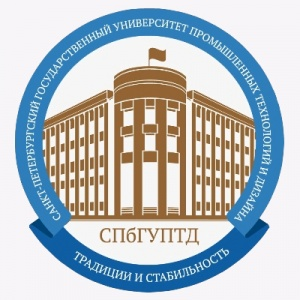 САНКТ-ПЕТЕРБУРГСКИЙ ГОСУДАРСТВЕННЫЙ УНИВЕРСИТЕТ ПРОМЫШЛЕННЫХ ТЕХНОЛОГИЙ И ДИЗАЙНА
СПбГУПТД
ТРАДИЦИИ И СТАБИЛЬНОСТЬ